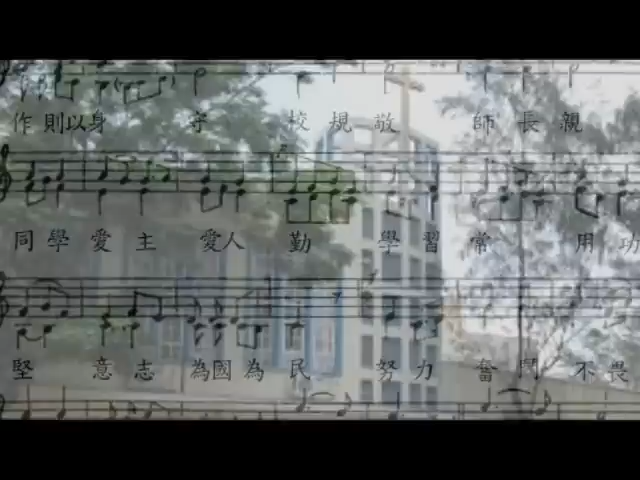 作則以身 守 校規敬 師長親
同學愛主 愛人勤 學習常 用功
堅 意志 為國為民 努力奮鬥不畏